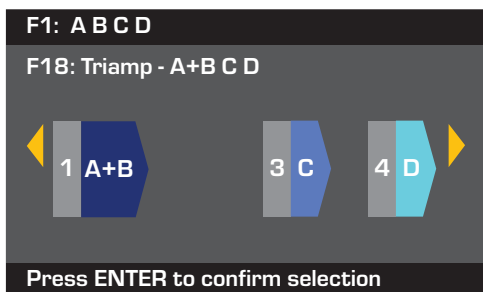 F1: A B C D
F18: Triamp - A+B C D
1 A+B 3 C 4 D
Press ENTER to confirm selection